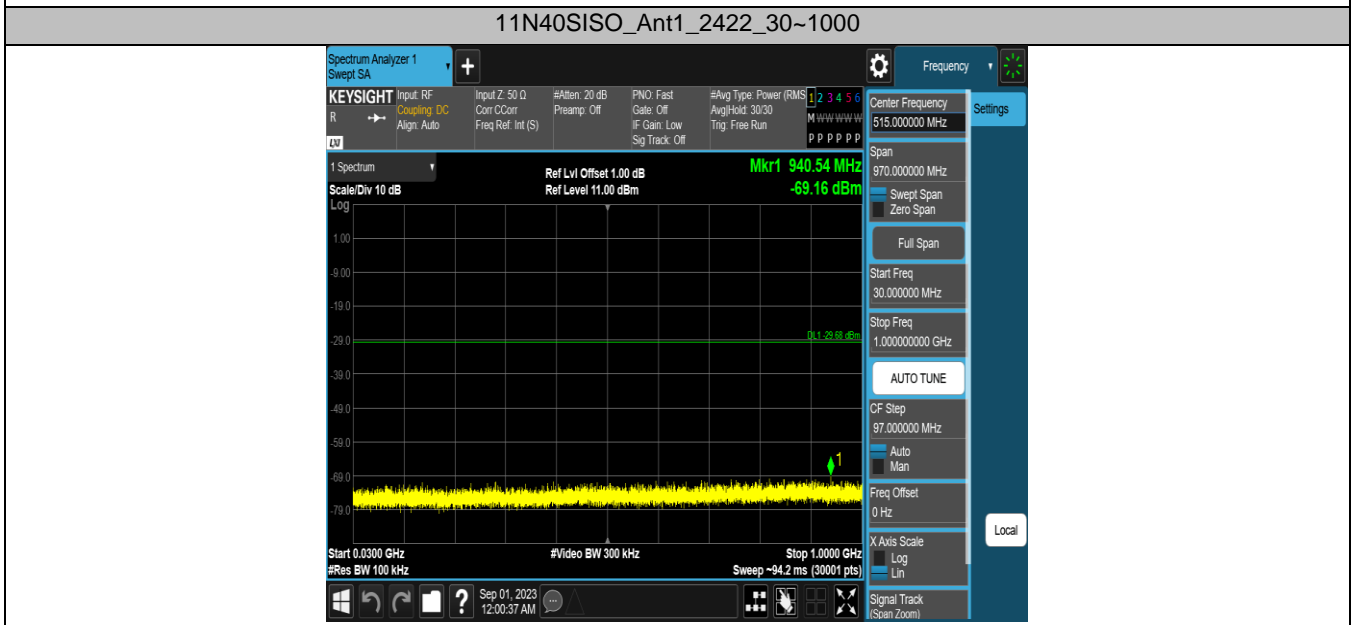 11N40SISO_Ant1_2422_30~1000
Spectrum Analyzer 1
Swept SA
Frequency
KEYSIGHT
R
LXI
Input: RF
Coupling: DC
Align: Auto
Input Z: 50 Ω
Corr CCorr
Freq Ref: Int (S)
#Atten: 20 dB
Preamp: Off
PNO: Fast
Gate: Off
IF Gain: Low
Sig Track: Off
#Avg Type: Power (RMS
Avg|Hold: 30/30
Trig: Free Run
1 2 3 4 5 6
M W W W W W
P P P P P P
1 Spectrum
Scale/Div 10 dB
Log
Ref Lvl Offset 1.00 dB
Ref Level 11.00 dBm
Mkr1 940.54 MHz
-69.16 dBm
1.00
-9.00
-19.0
-29.0
DL1 -29.68 dBm
-39.0
-49.0
-59.0
1
-69.0
-79.0
Start 0.0300 GHz
#Res BW 100 kHz
#Video BW 300 kHz
Stop 1.0000 GHz
Sweep ~94.2 ms (30001 pts)
?
Sep 01, 2023
12:00:37 AM
Center Frequency
515.000000 MHz
Settings
Span
970.000000 MHz
Swept Span
Zero Span
Full Span
Start Freq
30.000000 MHz
Stop Freq
1.000000000 GHz
AUTO TUNE
CF Step
97.000000 MHz
Auto
Man
Freq Offset
0 Hz
X Axis Scale
Log
Lin
Local
Signal Track
(Span Zoom)